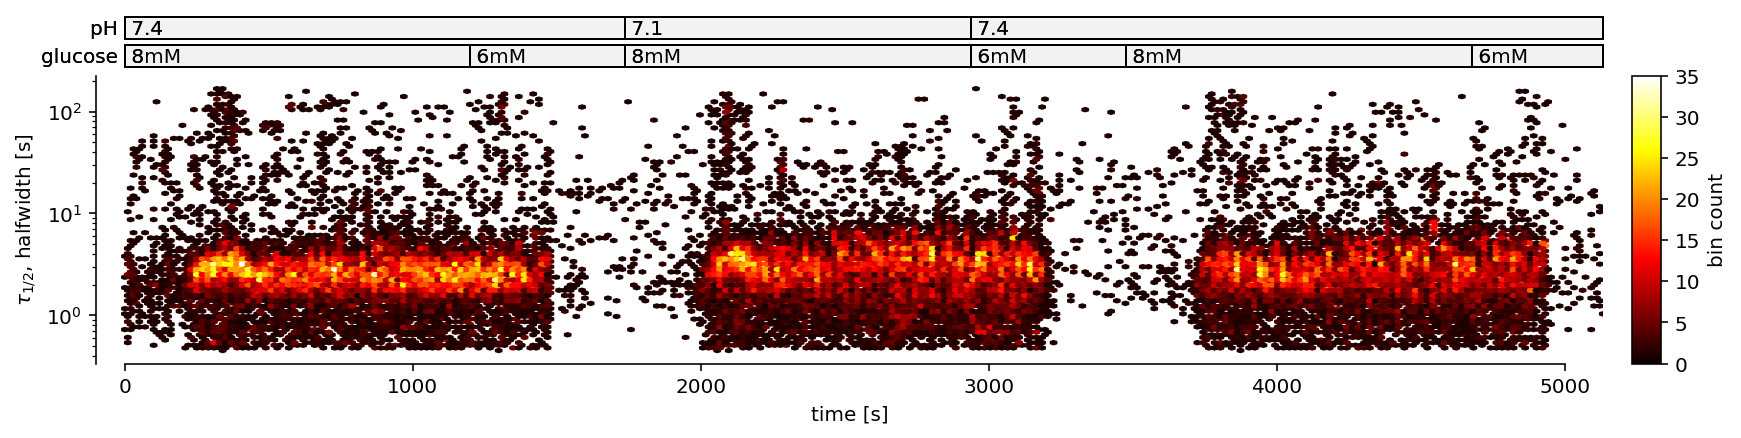 pH 7.4 7.1 7.4
glucose 8mM 6mM 8mM 6mM 8mM 6mM
τ1/2, halfwidth [s]
10²
10¹
10⁰
0 1000 2000 3000 4000 5000
time [s]
35
30
25
20
15
10
5
0
bin count